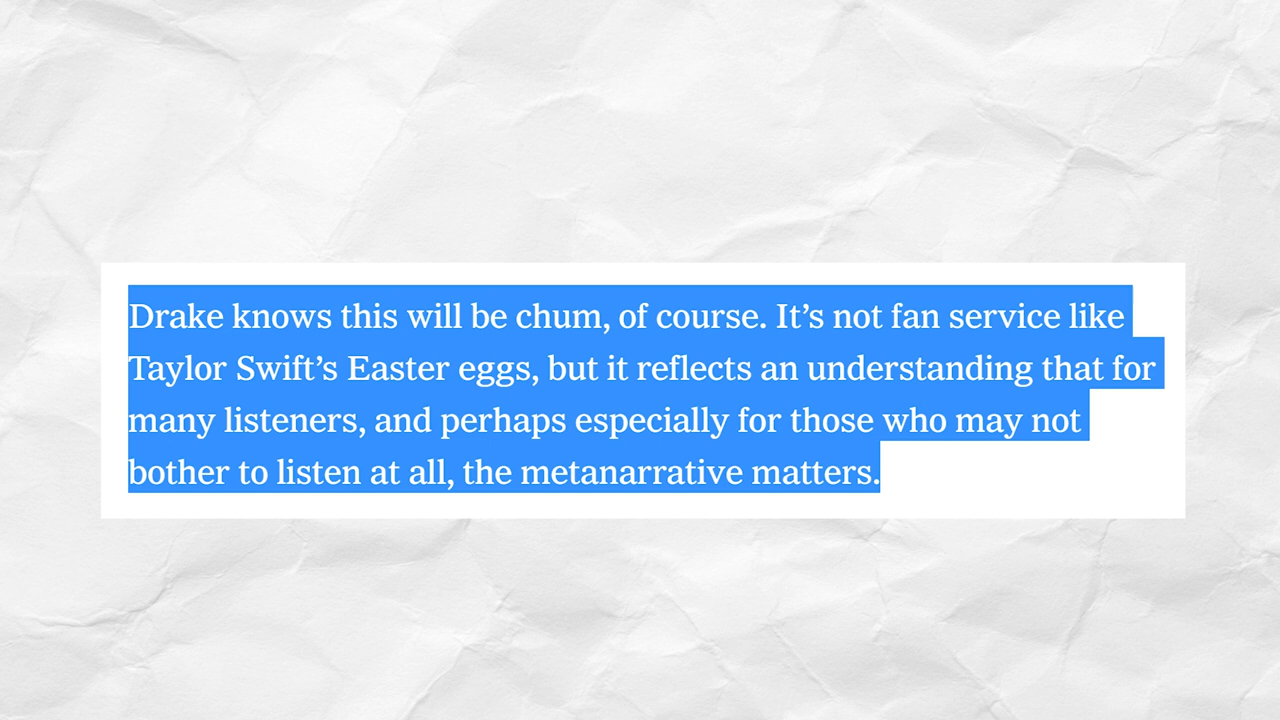 Drake knows this will be chum, of course. It’s not fan service like
Taylor Swift’s Easter eggs, but it reflects an understanding that for
many listeners, and perhaps especially for those who may not
bother to listen at all, the metanarrative matters.